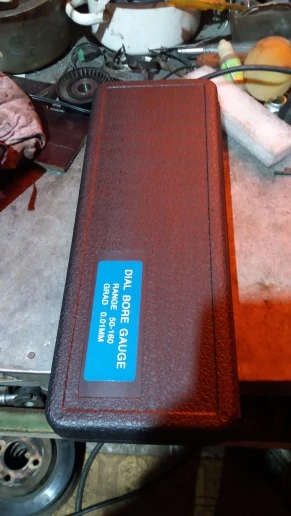 DIAL BORE GAUGE
RANGE 50-160
GRAD 0.01MM